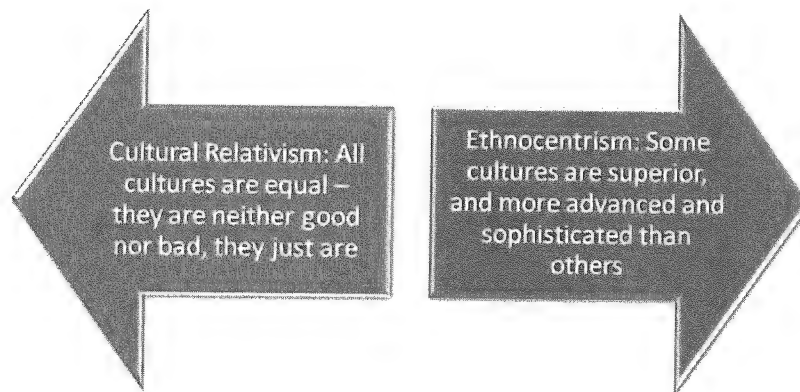 Cultural Relativism: All
cultures are equal –
they are neither good
nor bad, they just are
Ethnocentrism: Some
cultures are superior,
and more advanced and
sophisticated than
others